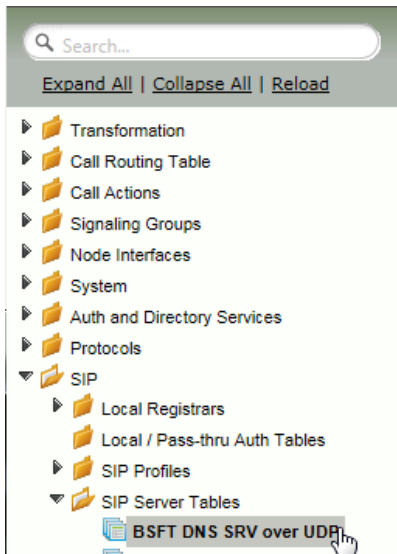 Search...
Expand All | Collapse All | Reload
Transformation
Call Routing Table
Call Actions
Signaling Groups
Node Interfaces
System
Auth and Directory Services
Protocols
SIP
Local Registrars
Local / Pass-thru Auth Tables
SIP Profiles
SIP Server Tables
BSFT DNS SRV over UDP